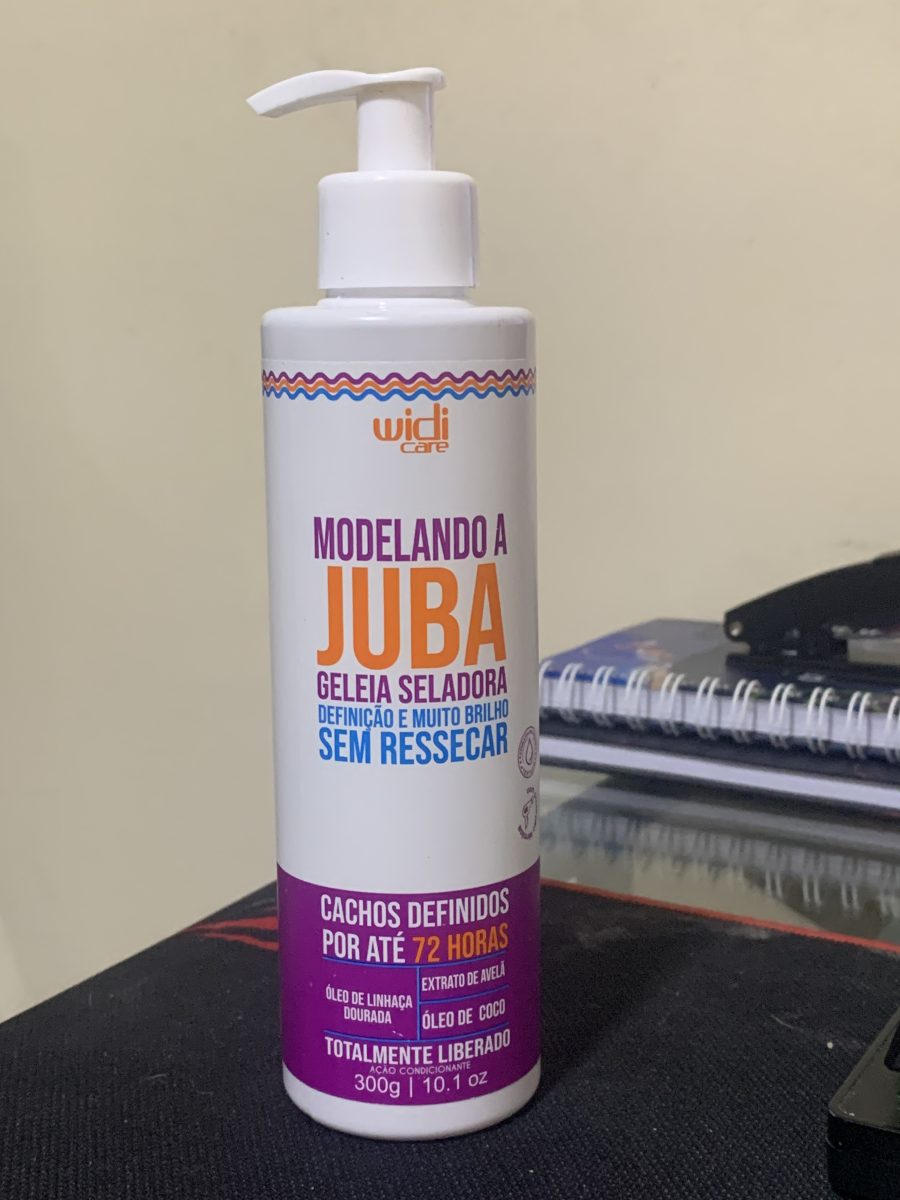 widi
care
MODELANDO A
JUBA
GELEIA SELADORA
DEFINIÇÃO E MUITO BRILHO
SEM RESSECAR
CACHOS DEFINIDOS
POR ATÉ 72 HORAS
ÓLEO DE LINHAÇA
DOURADA
EXTRATO DE AVELÃ
ÓLEO DE COCO
TOTALMENTE LIBERADO
AÇÃO CONDICIONANTE
300g | 10.1 oz